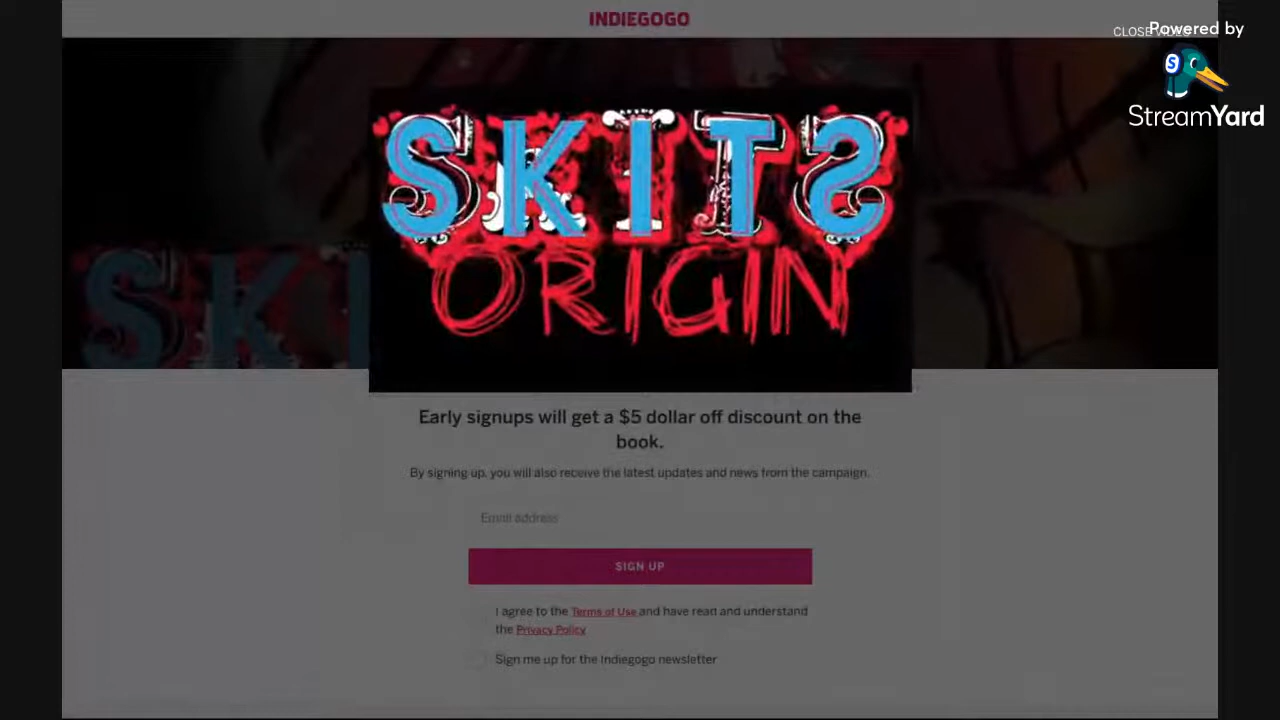 INDIEGOGO
CLOSE VIDEO
Powered by
StreamYard
SKITS
ORIGIN
SKI
Early signups will get a $5 dollar off discount on the
book.
By signing up, you will also receive the latest updates and news from the campaign.
Email address
SIGN UP
I agree to the Terms of Use and have read and understand
the Privacy Policy
Sign me up for the Indiegogo newsletter